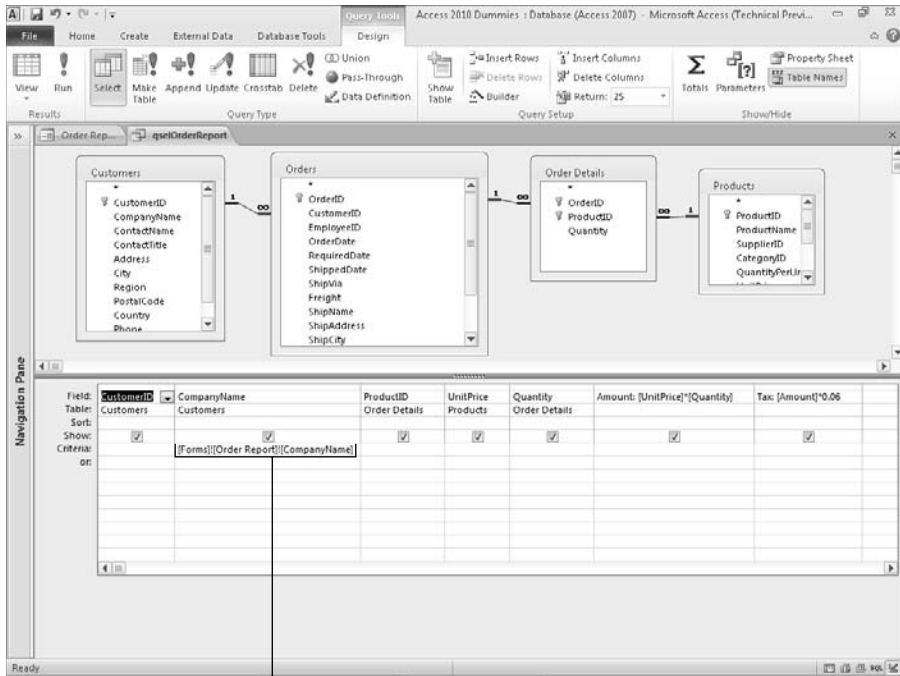 Query Tools
Access 2010 Dummies : Database (Access 2007) - Microsoft Access (Technical Previ...
File Home Create External Data Database Tools Design
View
Run
Results
Select
Make Table
Append
Update
Crosstab
Delete
Union
Pass-Through
Data Definition
Query Type
Show Table
Insert Rows
Delete Rows
Builder
Insert Columns
Delete Columns
Return: 25
Query Setup
Totals
Parameters
Property Sheet
Table Names
Show/Hide
Order Rep...
qselOrderReport
Navigation Pane
Customers
*
CustomerID
CompanyName
ContactName
ContactTitle
Address
City
Region
PostalCode
Country
Phone
1
∞
Orders
*
OrderID
CustomerID
EmployeeID
OrderDate
RequiredDate
ShippedDate
ShipVia
Freight
ShipName
ShipAddress
ShipCity
1
∞
Order Details
*
OrderID
ProductID
Quantity
∞
1
Products
*
ProductID
ProductName
SupplierID
CategoryID
QuantityPerUn
Field: CustomerID CompanyName ProductID UnitPrice Quantity Amount: [UnitPrice]*[Quantity] Tax: [Amount]*0.06
Table: Customers Customers Order Details Products Order Details
Sort:
Show:
Criteria: [Forms]![Order Report]![CompanyName]
or:
Ready
SQL